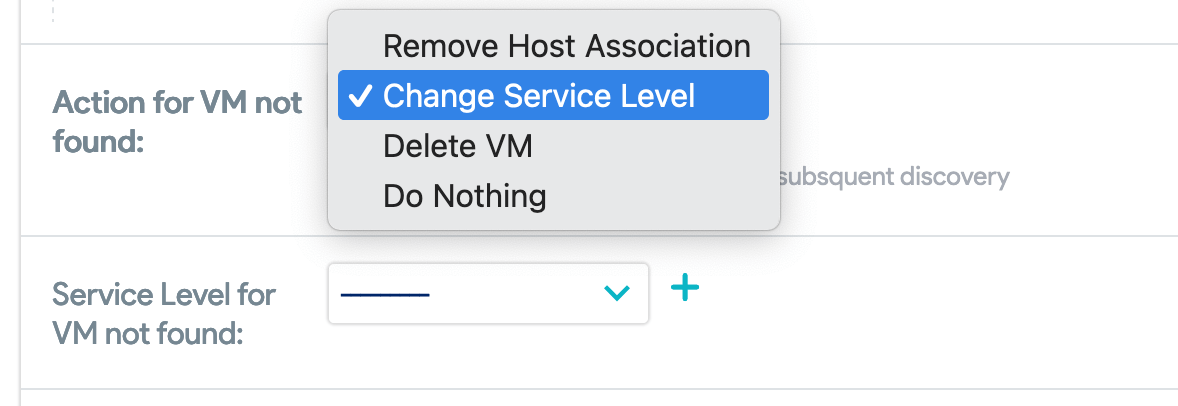 Remove Host Association
Action for VM not
✓ Change Service Level
found:
Delete VM
subsquent discovery
Do Nothing
Service Level for
VM not found: